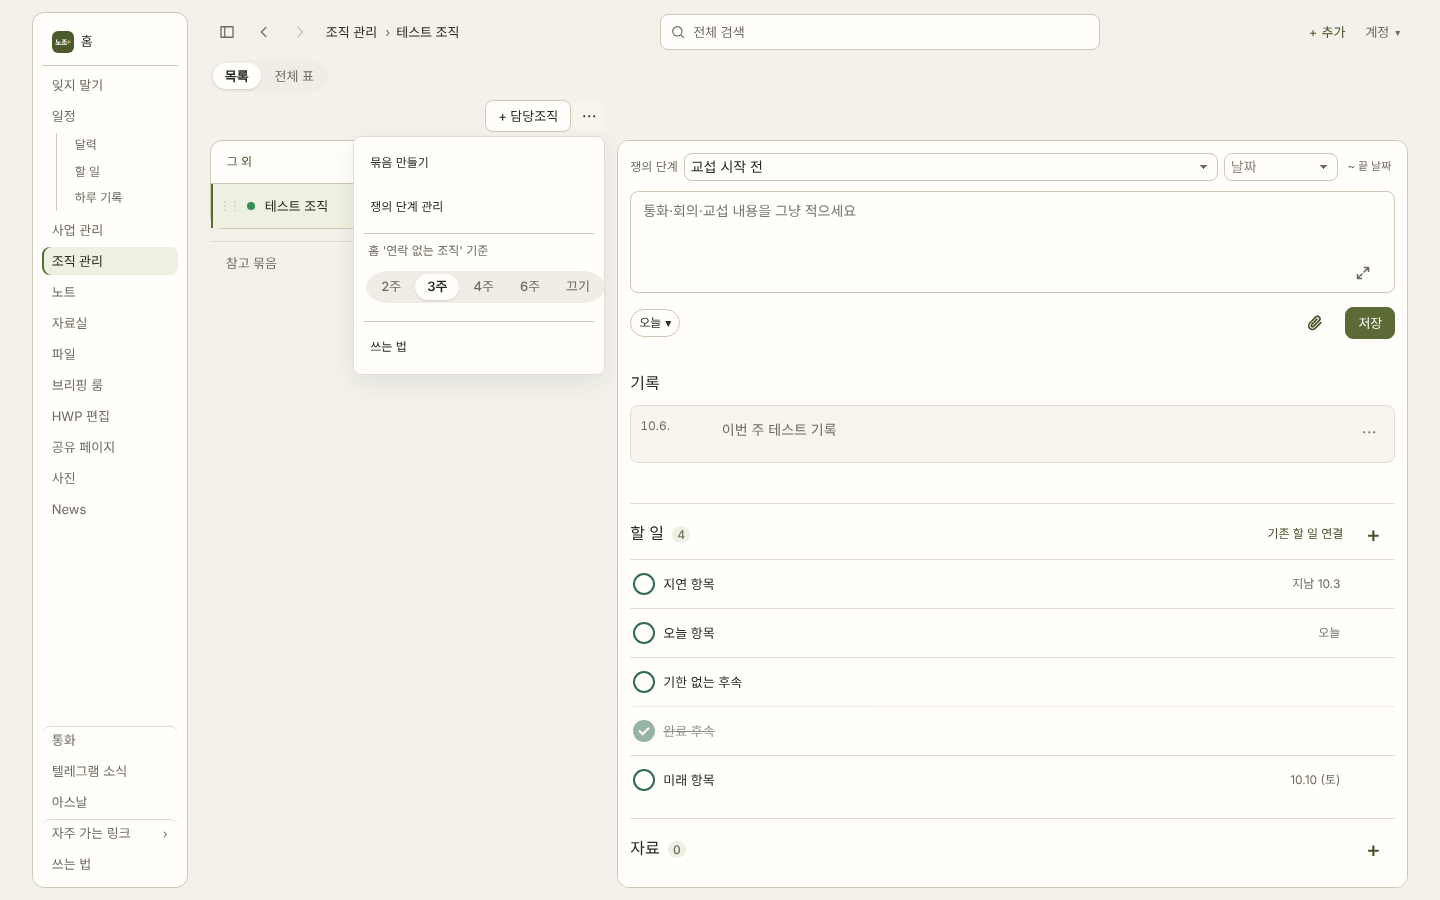 노조+ 홈
잊지 말기
일정
달력
할 일
하루 기록
사업 관리
조직 관리
노트
자료실
파일
브리핑 룸
HWP 편집
공유 페이지
사진
News
통화
텔레그램 소식
아스날
자주 가는 링크 ›
쓰는 법
조직 관리 › 테스트 조직
전체 검색
+ 추가
계정 ▾
목록
전체 표
+ 담당조직
···
그 외
테스트 조직
참고 묶음
묶음 만들기
쟁의 단계 관리
홈 '연락 없는 조직' 기준
2주 3주 4주 6주 끄기
쓰는 법
쟁의 단계 교섭 시작 전 날짜 ~ 끝 날짜
통화·회의·교섭 내용을 그냥 적으세요
오늘 ▾
저장
기록
10.6. 이번 주 테스트 기록 ···
할 일 4 기존 할 일 연결 +
지연 항목 지남 10.3
오늘 항목 오늘
기한 없는 후속
완료 후속
미래 항목 10.10 (토)
자료 0 +